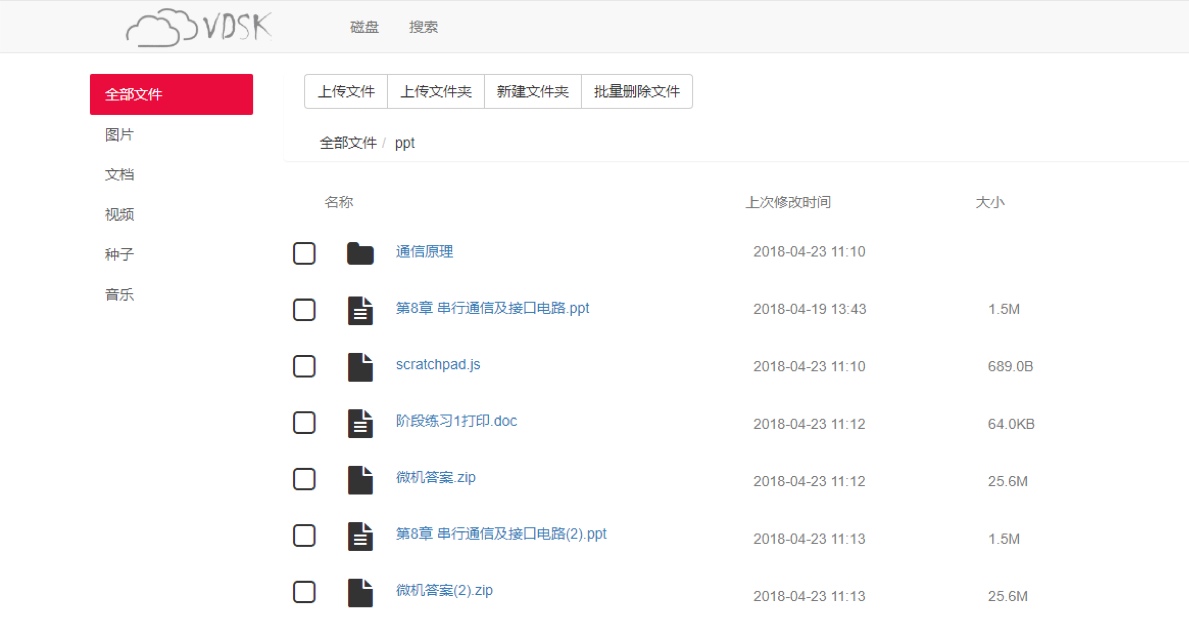 VDSK 磁盘 搜索
全部文件
图片
文档
视频
种子
音乐
上传文件 上传文件夹 新建文件夹 批量删除文件
全部文件 / ppt
名称 上次修改时间 大小
通信原理 2018-04-23 11:10
第8章 串行通信及接口电路.ppt 2018-04-19 13:43 1.5M
scratchpad.js 2018-04-23 11:10 689.0B
阶段练习1打印.doc 2018-04-23 11:12 64.0KB
微机答案.zip 2018-04-23 11:12 25.6M
第8章 串行通信及接口电路(2).ppt 2018-04-23 11:13 1.5M
微机答案(2).zip 2018-04-23 11:13 25.6M